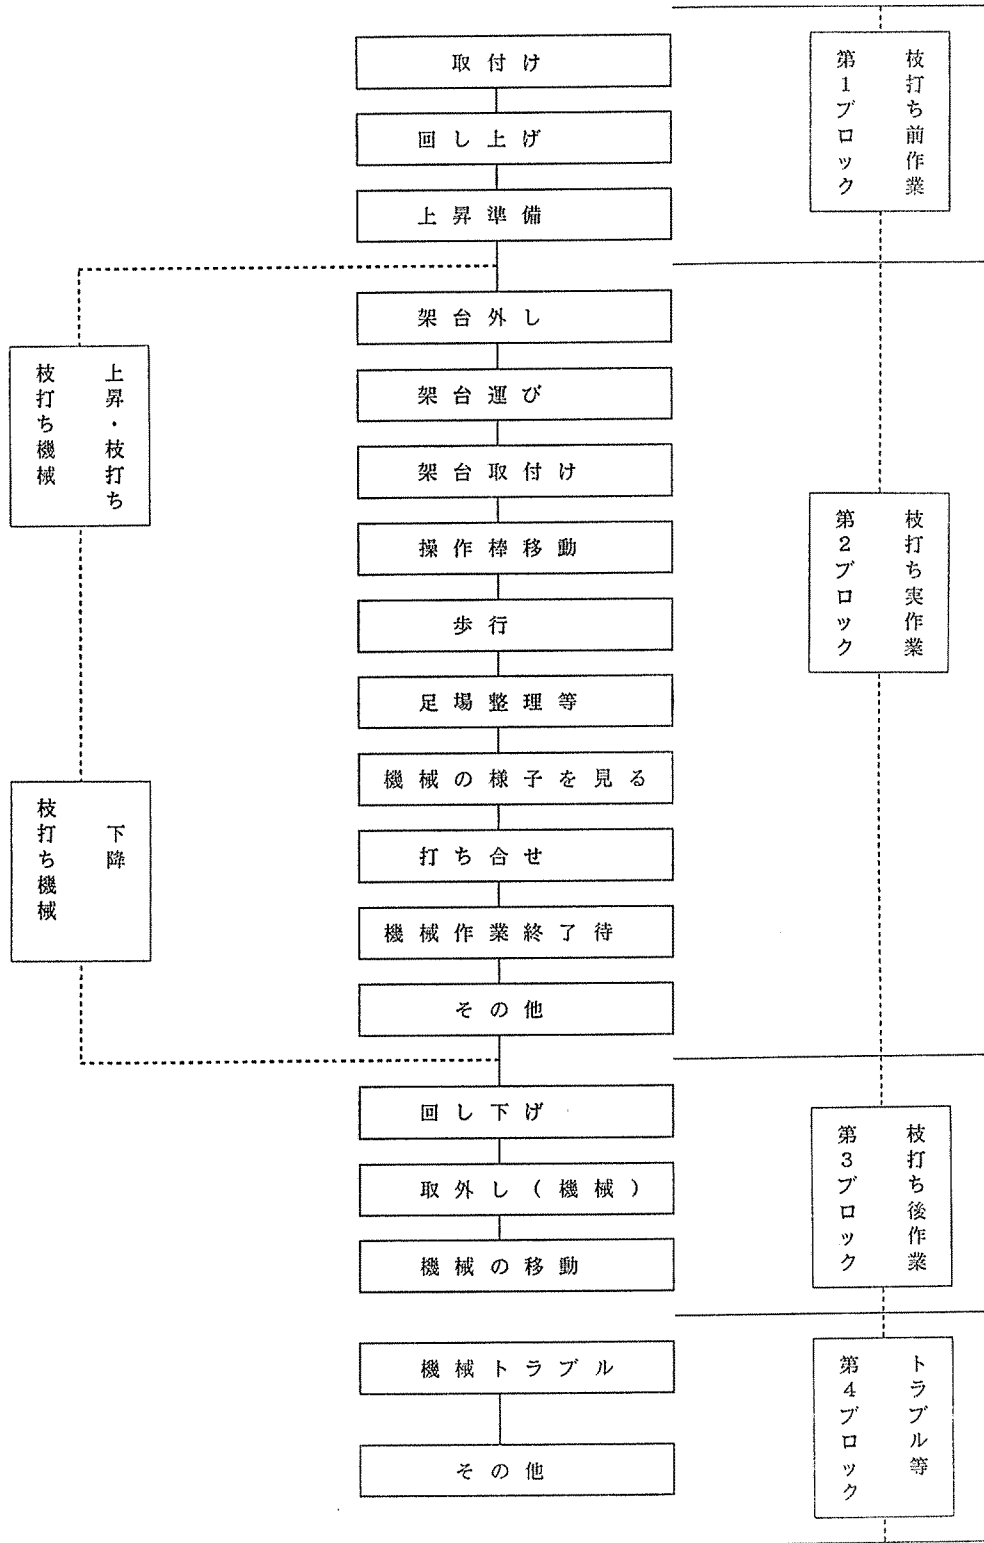 取付け
回し上げ
上昇準備
架台外し
架台運び
架台取付け
操作棒移動
歩行
足場整理等
機械の様子を見る
打ち合せ
機械作業終了待
その他
回し下げ
取外し(機械)
機械の移動
機械トラブル
その他
上昇・枝打ち
枝打ち機械
下降
枝打ち機械
枝打ち前作業
第1ブロック
枝打ち実作業
第2ブロック
枝打ち後作業
第3ブロック
トラブル等
第4ブロック